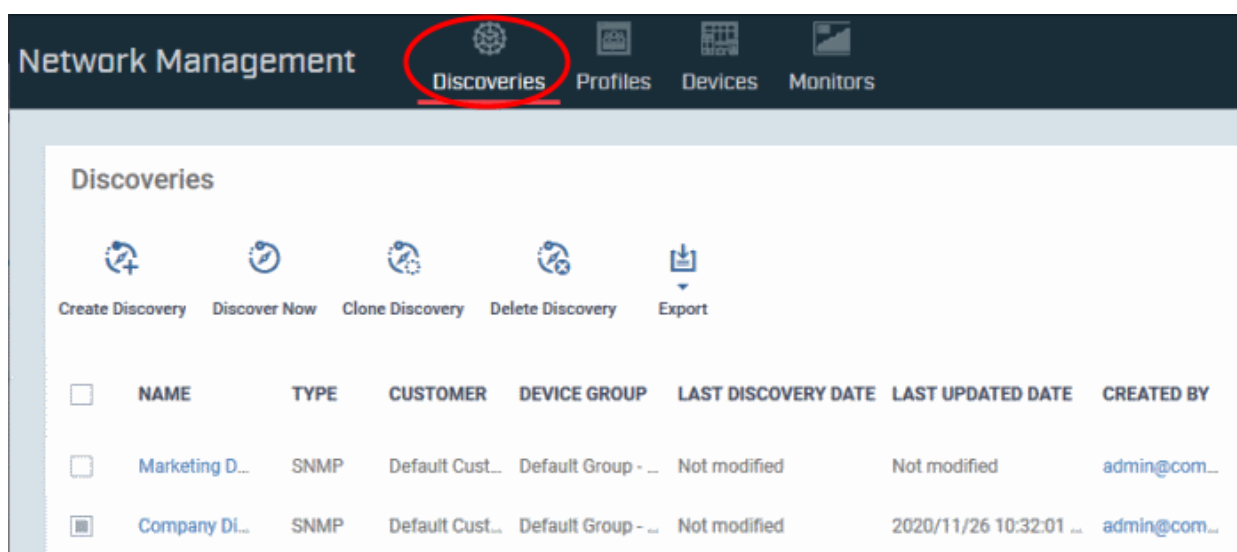 Network Management
Discoveries Profiles Devices Monitors
Discoveries
Create Discovery Discover Now Clone Discovery Delete Discovery Export
NAME TYPE CUSTOMER DEVICE GROUP LAST DISCOVERY DATE LAST UPDATED DATE CREATED BY
Marketing D... SNMP Default Cust... Default Group - ... Not modified Not modified admin@com...
Company Di... SNMP Default Cust... Default Group - ... Not modified 2020/11/26 10:32:01 ... admin@com...